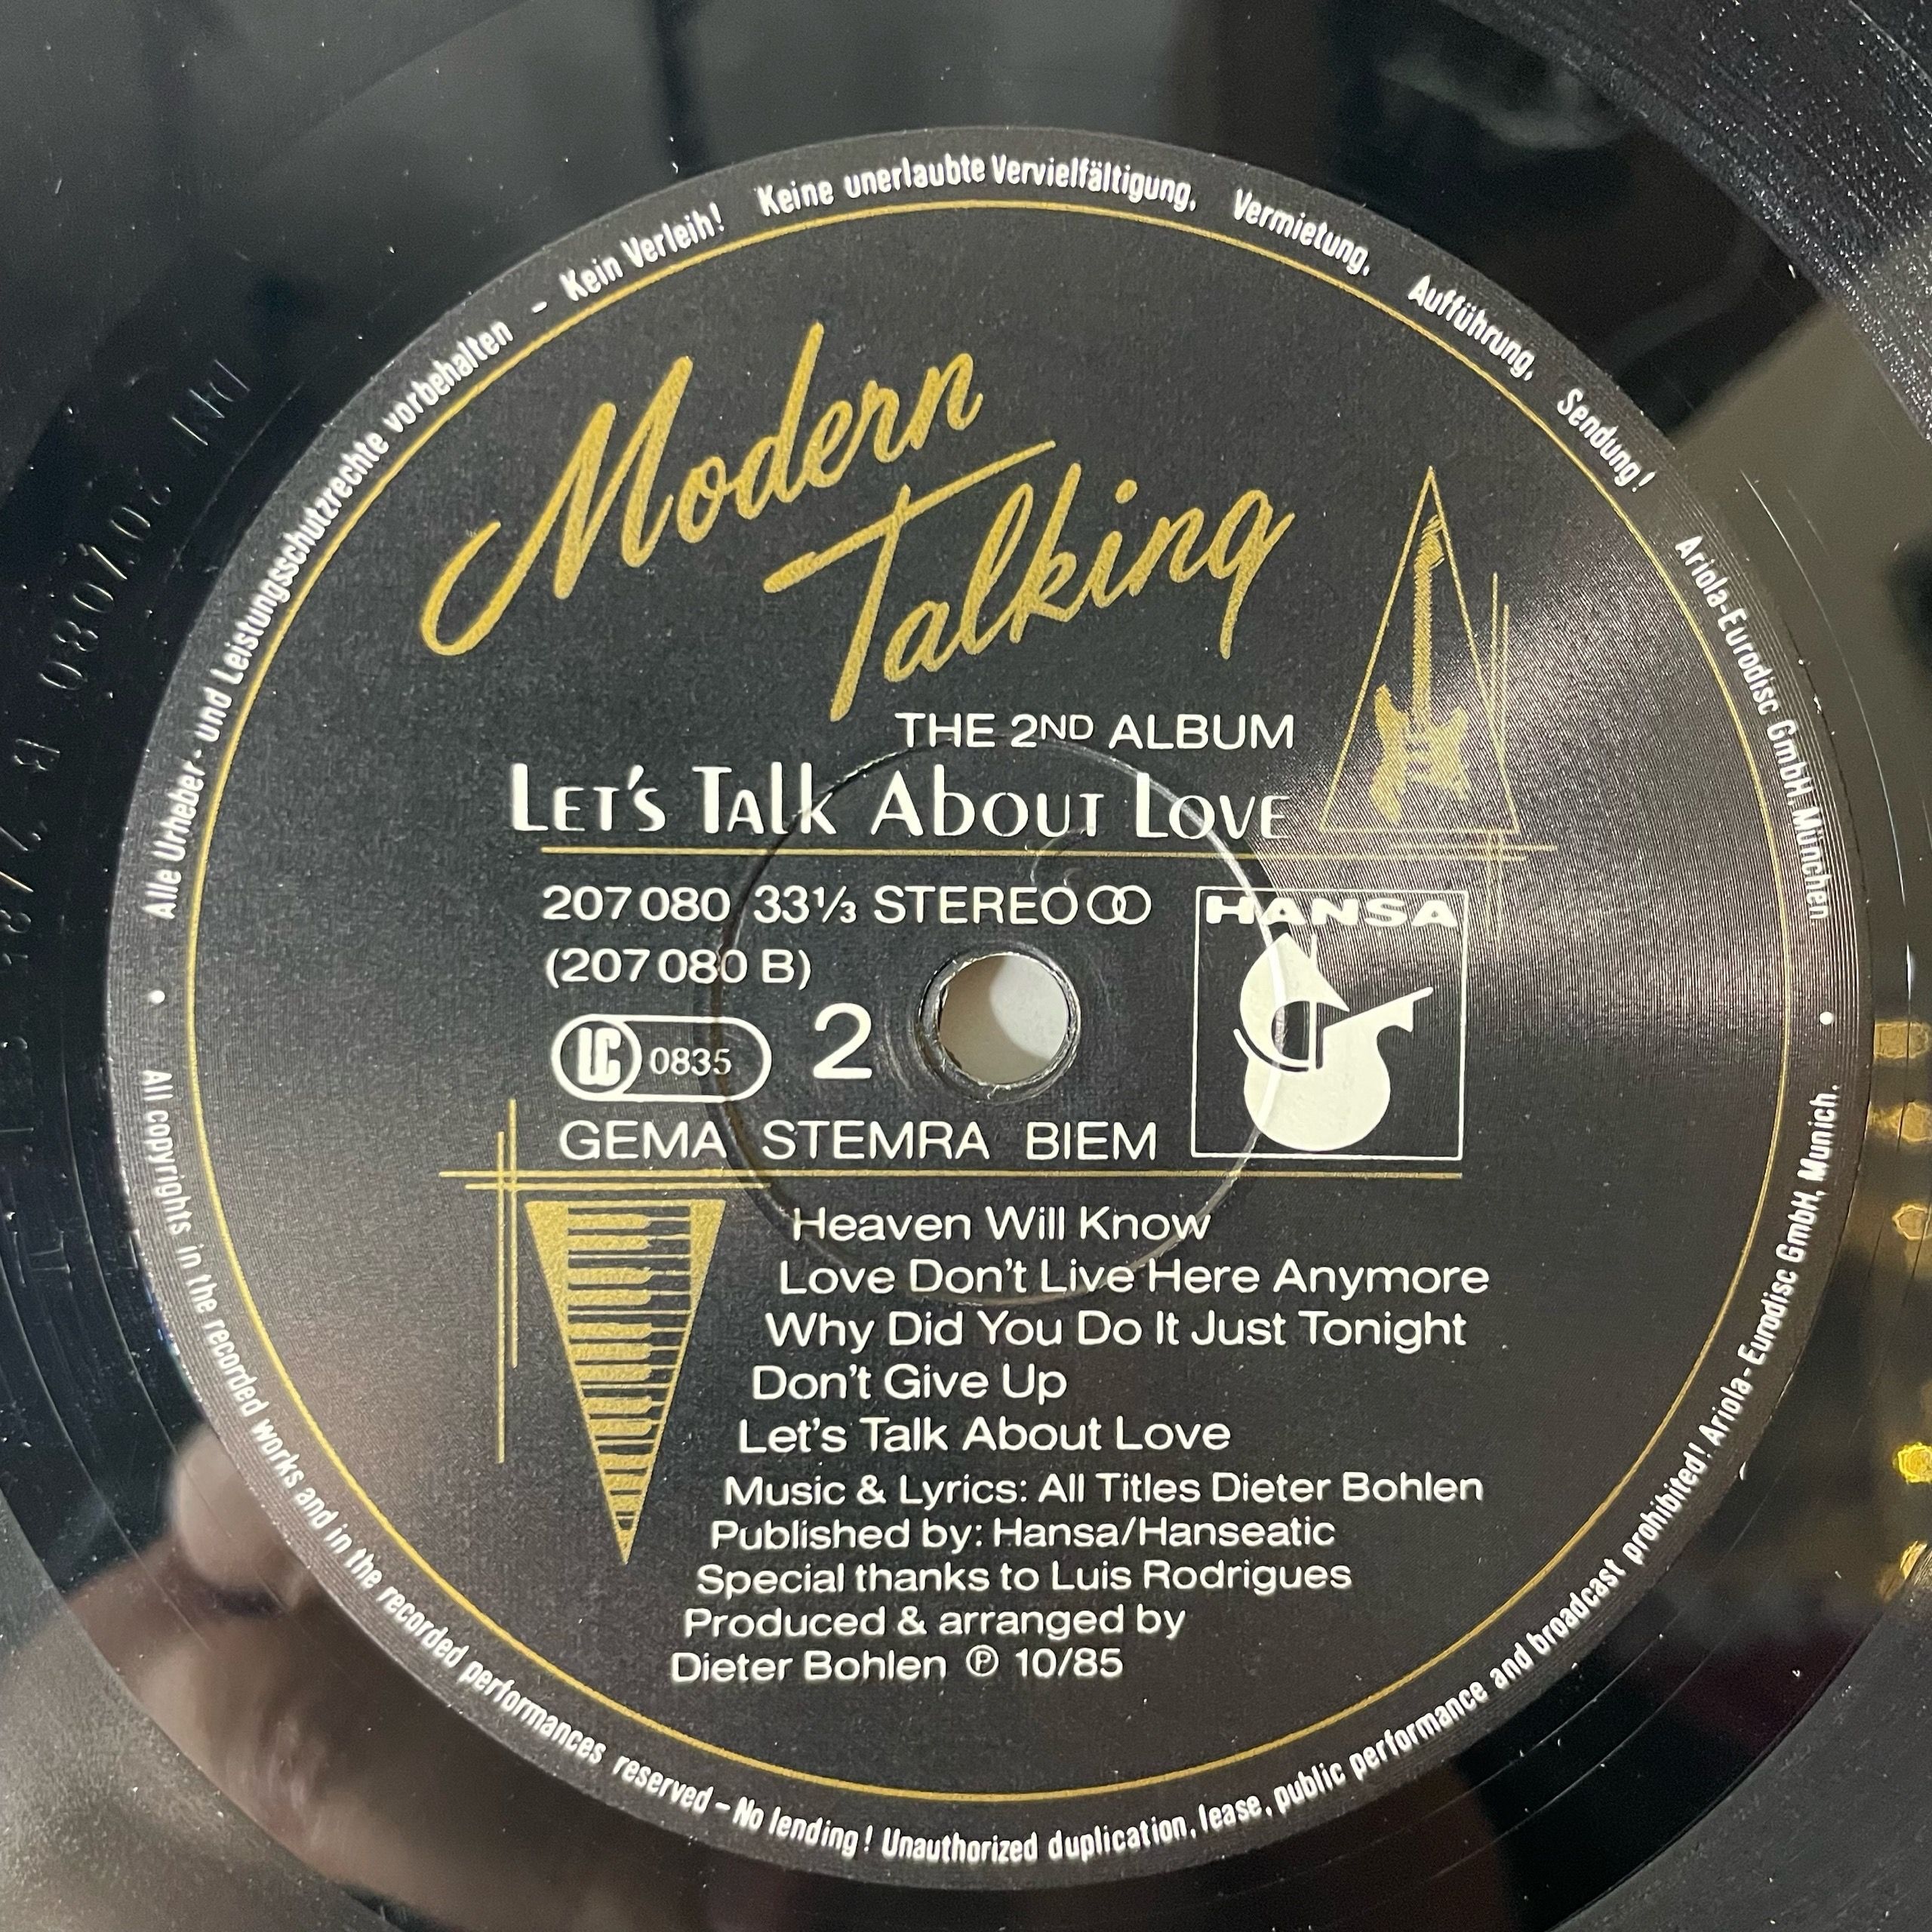 Alle Urheber- und Leistungsschutzrechte vorbehalten - Kein Verleih! Keine unerlaubte Vervielfältigung, Vermietung, Aufführung, Sendung! Ariola-Eurodisc GmbH, München
Modern
Talking
THE 2ND ALBUM
LET'S TAlk AboUT LOVE
207 080 33⅓ STEREO
(207 080 B)
HANSA
LC 0835
2
GEMA STEMRA BIEM
Heaven Will Know
Love Don't Live Here Anymore
Why Did You Do It Just Tonight
Don't Give Up
Let's Talk About Love
Music & Lyrics: All Titles Dieter Bohlen
Published by: Hansa/Hanseatic
Special thanks to Luis Rodrigues
Produced & arranged by
Dieter Bohlen ℗ 10/85
All copyrights in the recorded works and in the recorded performances reserved - No lending! Unauthorized duplication, lease, public performance and broadcast prohibited! Ariola-Eurodisc GmbH, Munich.
207080 B